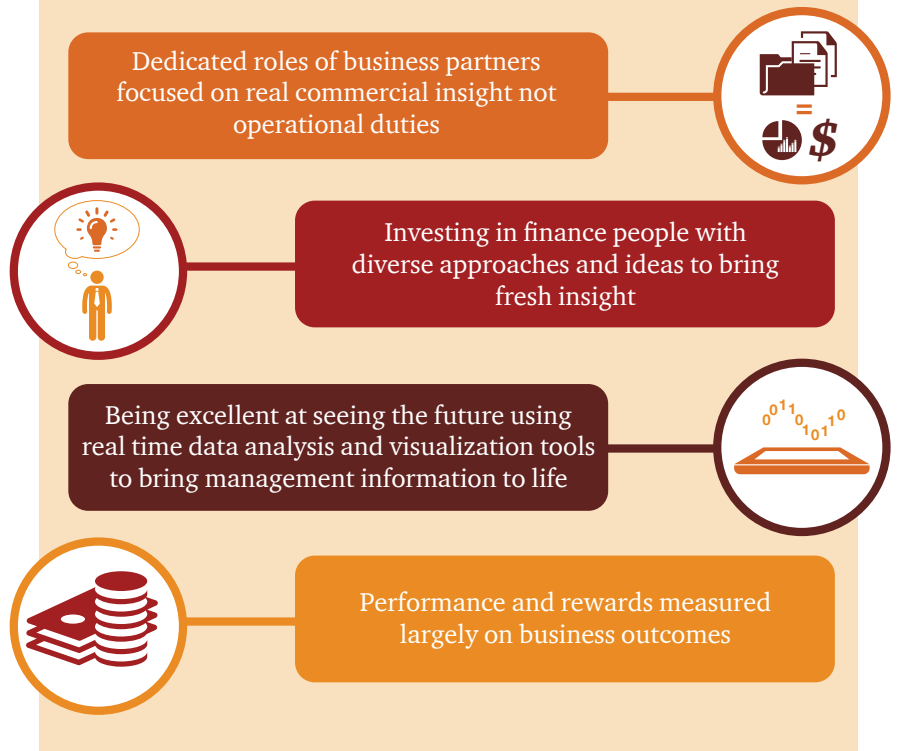 Dedicated roles of business partners
focused on real commercial insight not
operational duties
=
$
Investing in finance people with
diverse approaches and ideas to bring
fresh insight
Being excellent at seeing the future using
real time data analysis and visualization tools
to bring management information to life
0011010110
Performance and rewards measured
largely on business outcomes